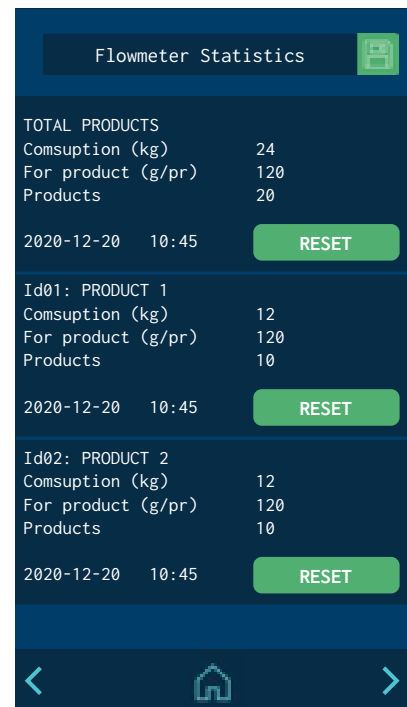 Flowmeter Statistics
TOTAL PRODUCTS
Comsuption (kg) 24
For product (g/pr) 120
Products 20
2020-12-20 10:45 RESET
Id01: PRODUCT 1
Comsuption (kg) 12
For product (g/pr) 120
Products 10
2020-12-20 10:45 RESET
Id02: PRODUCT 2
Comsuption (kg) 12
For product (g/pr) 120
Products 10
2020-12-20 10:45 RESET